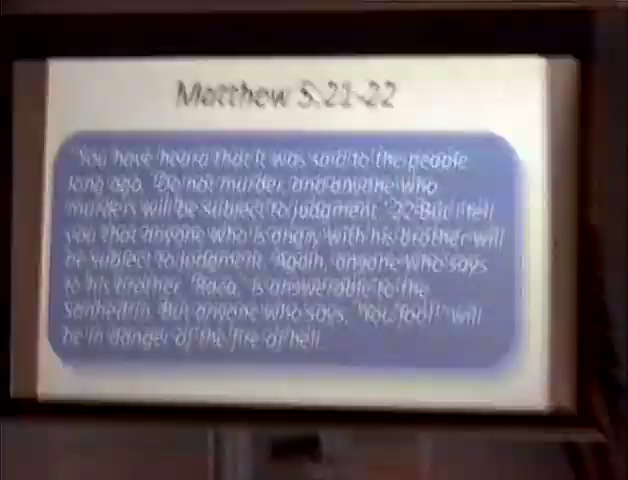 Matthew 5:21-22
"You have heard that it was said to the people
long ago, 'Do not murder, and anyone who
murders will be subject to judgment.' 22 But I tell
you that anyone who is angry with his brother will
be subject to judgment. Again, anyone who says
to his brother, 'Raca,' is answerable to the
Sanhedrin. But anyone who says, 'You fool!' will
be in danger of the fire of hell.